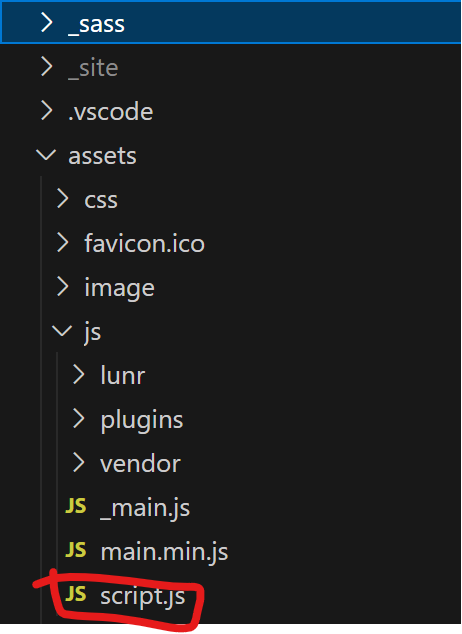 _sass
_site
.vscode
assets
css
favicon.ico
image
js
lunr
plugins
vendor
JS _main.js
JS main.min.js
JS script.js